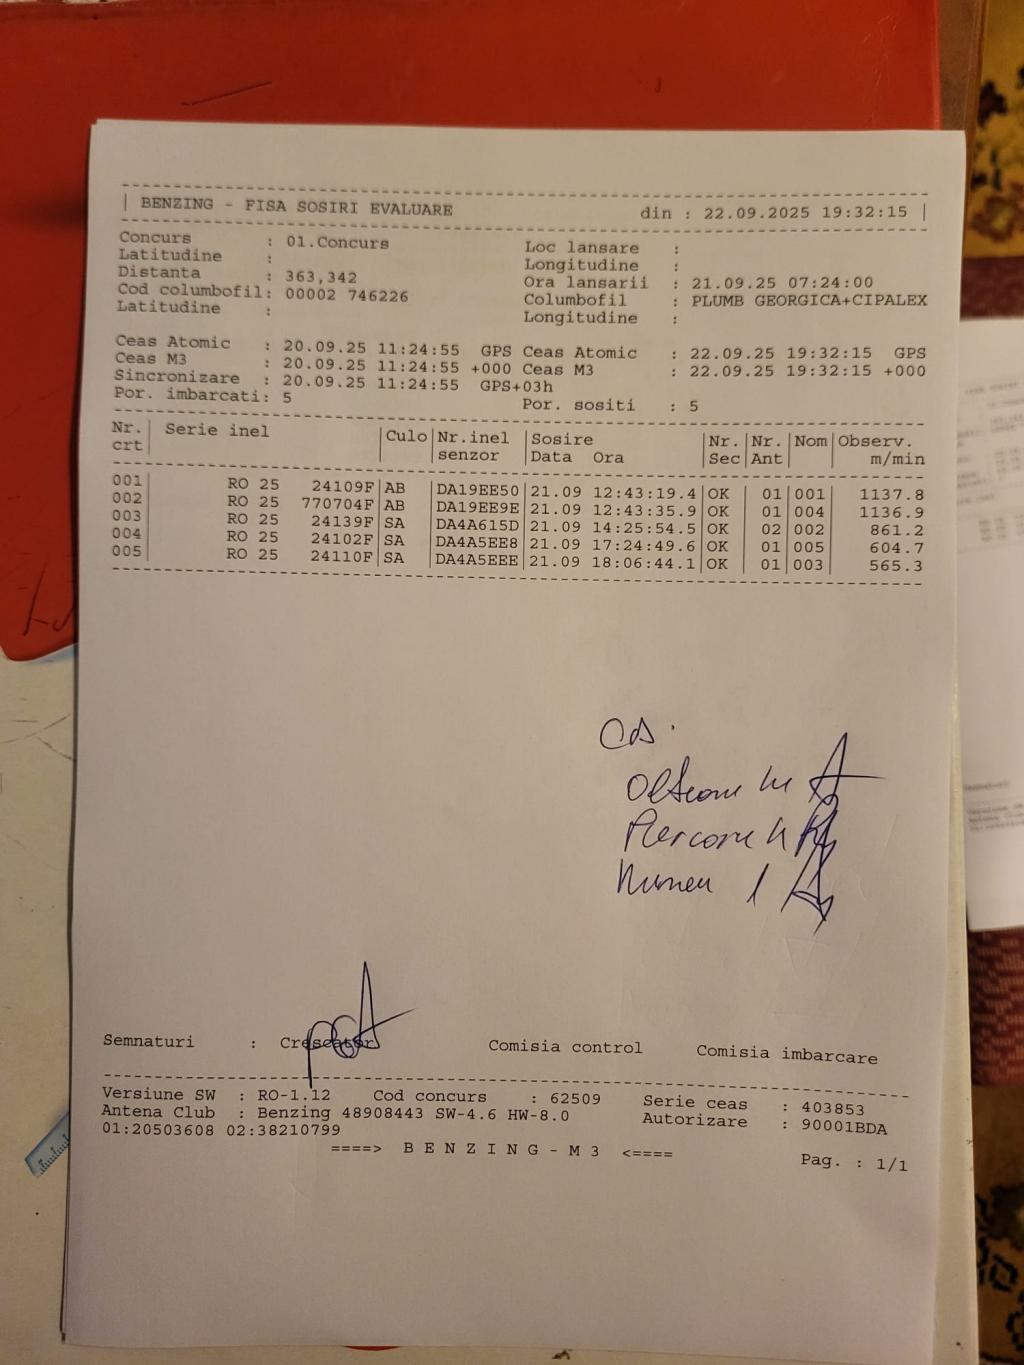 BENZING - FISA SOSIRI EVALUARE din : 22.09.2025 19:32:15
Concurs : 01.Concurs Loc lansare :
Latitudine : Longitudine :
Distanta : 363,342 Ora lansarii : 21.09.25 07:24:00
Cod columbofil: 00002 746226 Columbofil : PLUMB GEORGICA+CIPALEX
Latitudine : Longitudine :
Ceas Atomic : 20.09.25 11:24:55 GPS Ceas Atomic : 22.09.25 19:32:15 GPS
Ceas M3 : 20.09.25 11:24:55 +000 Ceas M3 : 22.09.25 19:32:15 +000
Sincronizare : 20.09.25 11:24:55 GPS+03h
Por. imbarcati: 5 Por. sositi : 5
Nr. | Serie inel |Culo|Nr.inel |Sosire |Nr. |Nr. |Nom|Observ.
crt| | |senzor |Data Ora |Sec|Ant | | m/min
001 | RO 25 24109F|AB |DA19EE50|21.09 12:43:19.4|OK | 01|001| 1137.8
002 | RO 25 770704F|AB |DA19EE9E|21.09 12:43:35.9|OK | 01|004| 1136.9
003 | RO 25 24139F|SA |DA4A615D|21.09 14:25:54.5|OK | 02|002| 861.2
004 | RO 25 24102F|SA |DA4A5EE8|21.09 17:24:49.6|OK | 01|005| 604.7
005 | RO 25 24110F|SA |DA4A5EEE|21.09 18:06:44.1|OK | 01|003| 565.3
Semnaturi : Crescator Comisia control Comisia imbarcare
Versiune SW : RO-1.12 Cod concurs : 62509 Serie ceas : 403853
Antena Club : Benzing 48908443 SW-4.6 HW-8.0 Autorizare : 90001BDA
01:20503608 02:38210799
====> B E N Z I N G - M 3 <==== Pag. : 1/1